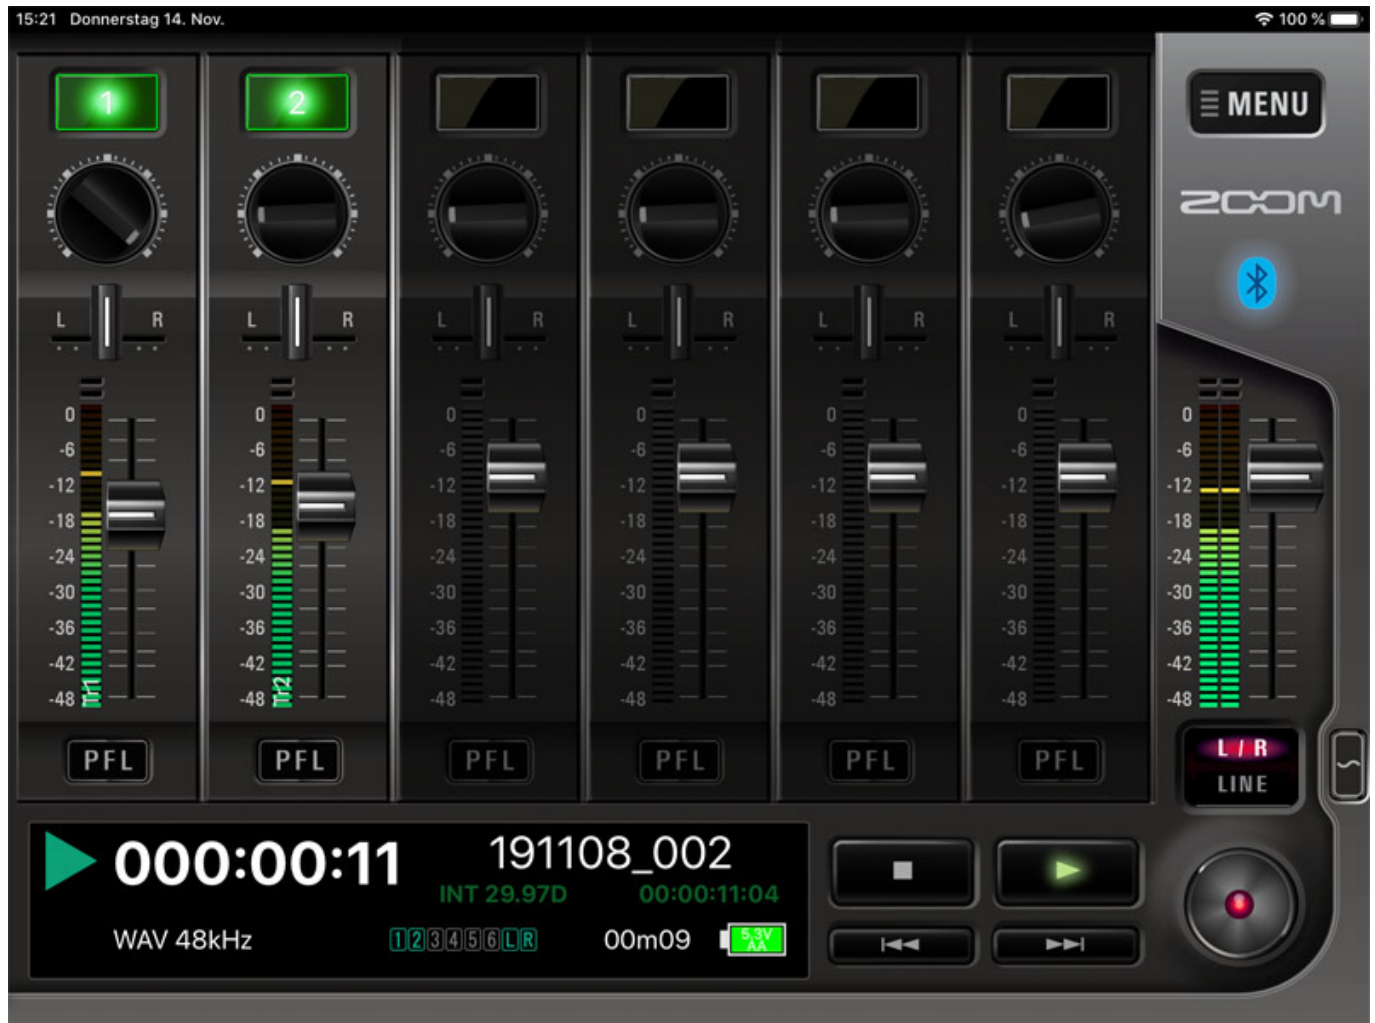 15:21 Donnerstag 14. Nov. 100 %
1 2 MENU
ZOOM
L R L R L R L R L R L R
0 0 0 0 0 0 0
-6 -6 -6 -6 -6 -6 -6
-12 -12 -12 -12 -12 -12 -12
-18 -18 -18 -18 -18 -18 -18
-24 -24 -24 -24 -24 -24 -24
-30 -30 -30 -30 -30 -30 -30
-36 -36 -36 -36 -36 -36 -36
-42 -42 -42 -42 -42 -42 -42
-48 Tr1 -48 Tr2 -48 -48 -48 -48 -48
PFL PFL PFL PFL PFL PFL
L / R
LINE
000:00:11 191108_002
INT 29.97D 00:00:11:04
WAV 48kHz 1 2 3 4 5 6 L R 00m09 5.3V
AA